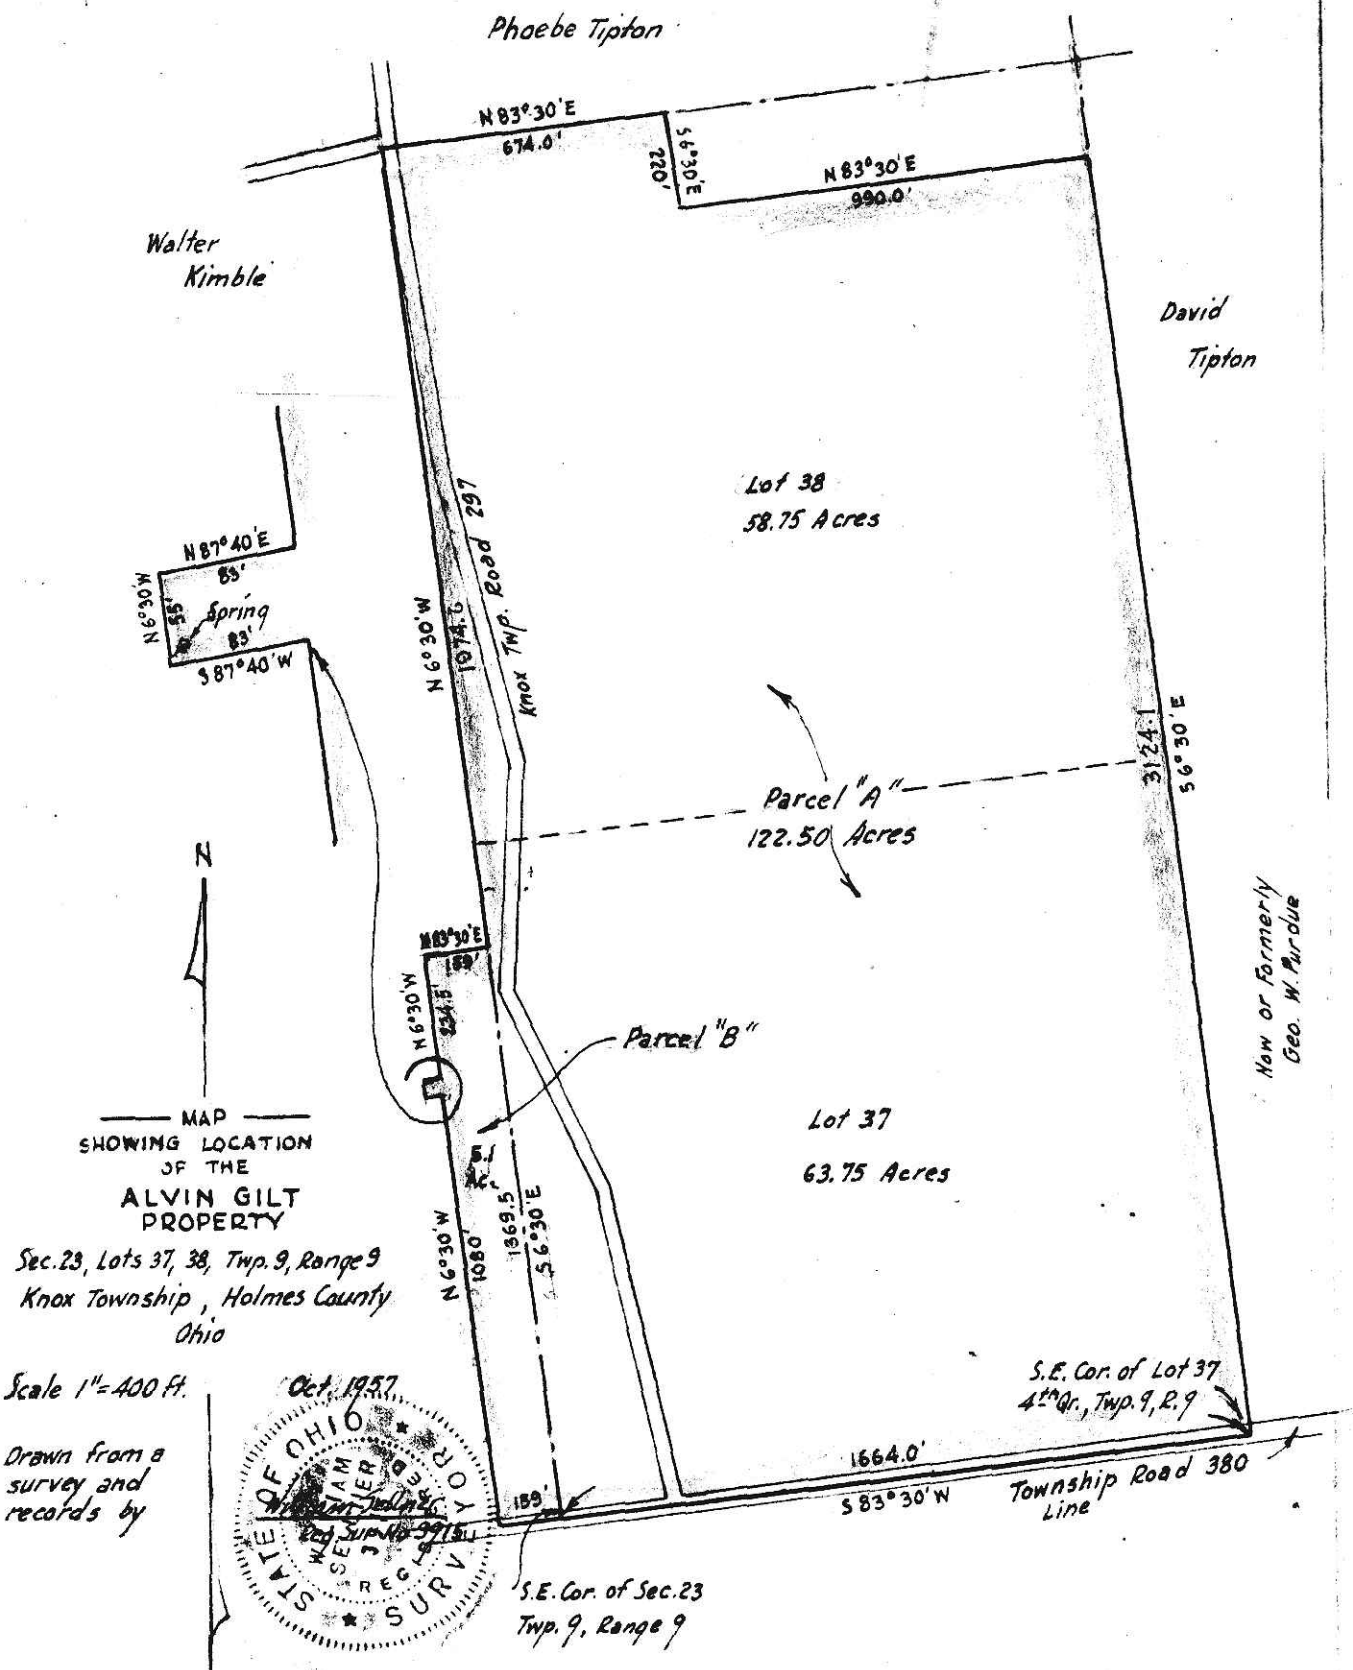 Phoebe Tipton
N 83°30'E
674.0'
S 6°30'E
220'
N 83°30'E
990.0'
Walter
Kimble
David
Tipton
Lot 38
58.75 Acres
N 87°40'E
83'
N 6°30'W
55'
Spring
83'
S 87°40'W
N 6°30'W
Knox Twp. Road 297
3124.1
S 6°30'E
Parcel "A"
122.50 Acres
N
N 83°30'E
159'
N 6°30'W
234.5'
Parcel "B"
Now or Formerly
Geo. W. Purdue
MAP
SHOWING LOCATION
OF THE
ALVIN GILT
PROPERTY
Sec. 23, Lots 37, 38, Twp. 9, Range 9
Knox Township, Holmes County
Ohio
5.1
Ac.
Lot 37
63.75 Acres
N 6°30'W
1080'
1369.5
S 6°30'E
Scale 1"=400 ft.
Oct. 1957
Drawn from a
survey and
records by
Reg. Sur. No. 3915
STATE OF OHIO
SURVEYOR
S.E. Cor. of Lot 37
4th Qr., Twp. 9, R. 9
159'
1664.0'
S 83°30'W
Township Road 380
Line
S.E. Cor. of Sec. 23
Twp. 9, Range 9